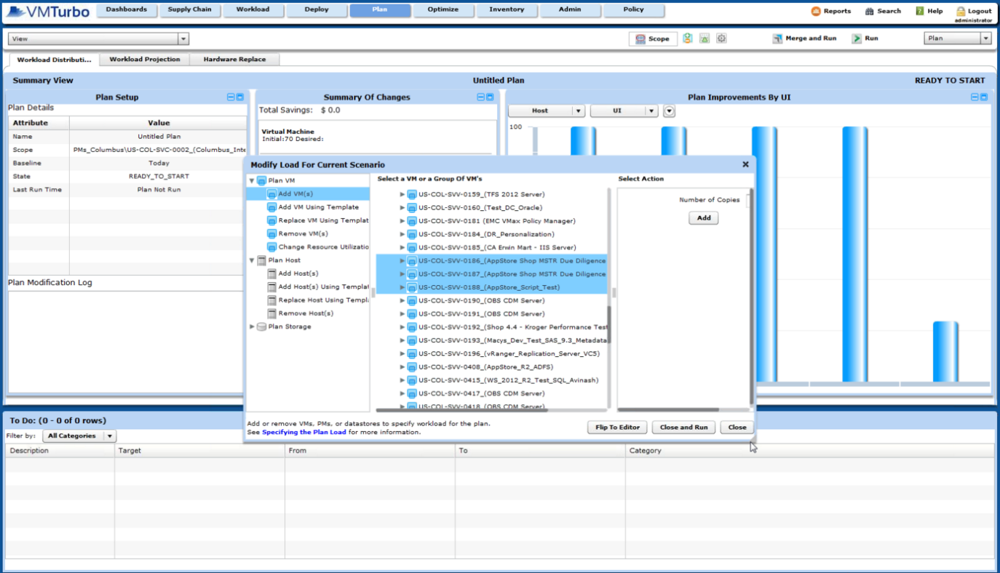 VMTurbo
Dashboards
Supply Chain
Workload
Deploy
Plan
Optimize
Inventory
Admin
Policy
Reports
Search
Help
Logout
administrator
View
Scope
Merge and Run
Run
Plan
Workload Distributi...
Workload Projection
Hardware Replace
Summary View
Untitled Plan
READY TO START
Plan Setup
Plan Details
Attribute Value
Name Untitled Plan
Scope PMs_Columbus\US-COL-SVC-0002_(Columbus_Inte
Baseline Today
State READY_TO_START
Last Run Time Plan Not Run
Plan Modification Log
Summary Of Changes
Total Savings: $ 0.0
Virtual Machine
Initial:70 Desired:
Plan Improvements By UI
Host
UI
100
Modify Load For Current Scenario
Plan VM
Add VM(s)
Add VM Using Template
Replace VM Using Templat
Remove VM(s)
Change Resource Utilizatio
Plan Host
Add Host(s)
Add Host(s) Using Templat
Replace Host Using Templ
Remove Host(s)
Plan Storage
Select a VM or a Group Of VM's
US-COL-SVV-0159_(TFS 2012 Server)
US-COL-SVV-0160_(Test_DC_Oracle)
US-COL-SVV-0181 (EMC VMax Policy Manager)
US-COL-SVV-0184_(DR_Personalization)
US-COL-SVV-0185_(CA Erwin Mart - IIS Server)
US-COL-SVV-0186_(AppStore Shop MSTR Due Diligence
US-COL-SVV-0187_(AppStore Shop MSTR Due Diligence
US-COL-SVV-0188_(AppStore_Script_Test)
US-COL-SVV-0190_(OBS CDM Server)
US-COL-SVV-0191_(OBS CDM Server)
US-COL-SVV-0192_(Shop 4.4 - Kroger Performance Test
US-COL-SVV-0193_(Macys_Dev_Test_SAS_9.3_Metadata
US-COL-SVV-0196_(vRanger_Replication_Server_VC5)
US-COL-SVV-0408_(AppStore_R2_ADFS)
US-COL-SVV-0415_(WS_2012_R2_Test_SQL_Avinash)
US-COL-SVV-0417_(OBS CDM Server)
US-COL-SVV-0418_(OBS CDM Server)
Select Action
Number of Copies
Add
Add or remove VMs, PMs, or datastores to specify workload for the plan.
See Specifying the Plan Load for more information.
Flip To Editor
Close and Run
Close
To Do: (0 - 0 of 0 rows)
Filter by: All Categories
Description Target From To Category